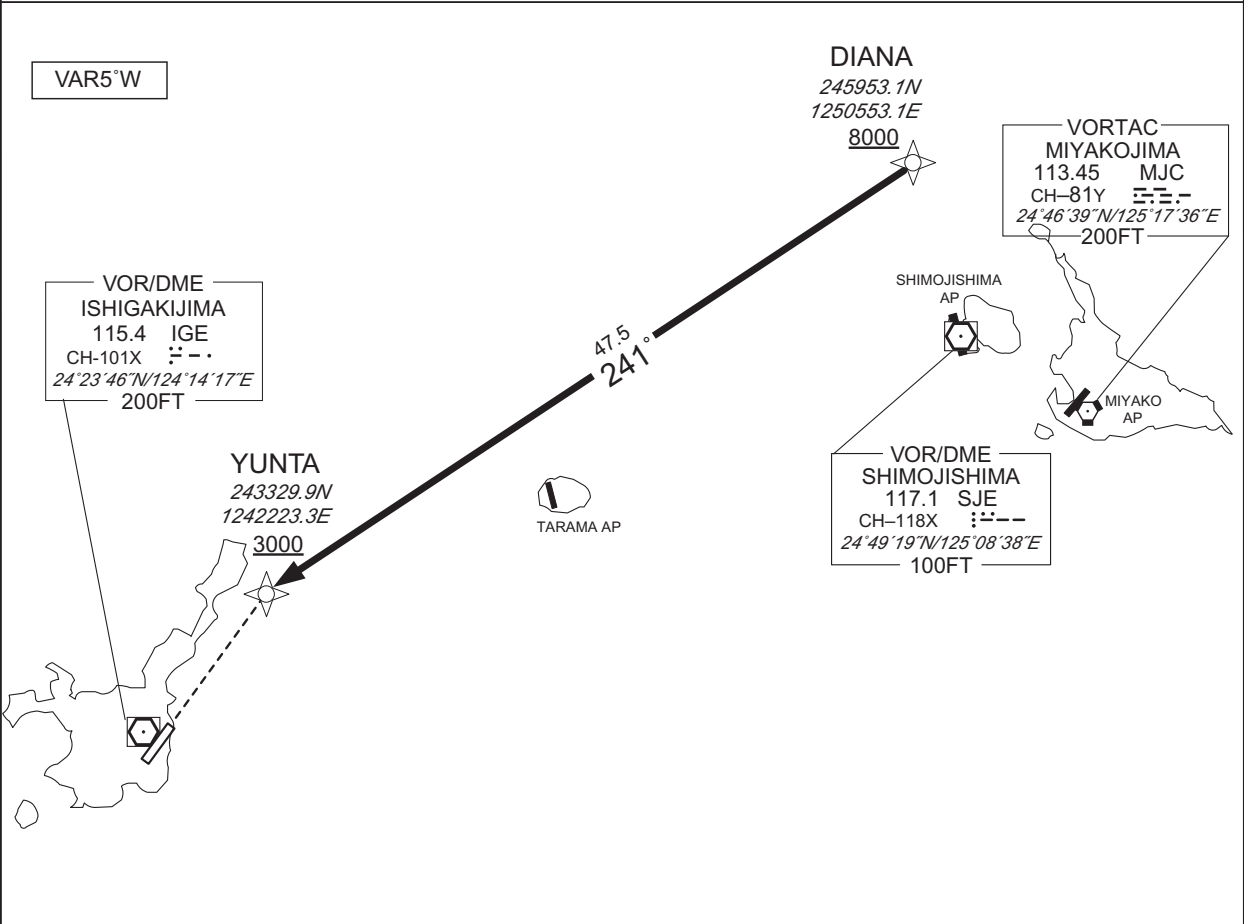 VAR5°W
DIANA
245953.1N
1250553.1E
8000
VORTAC
MIYAKOJIMA
113.45 MJC
CH–81Y
24°46′39″N/125°17′36″E
200FT
SHIMOJISHIMA
AP
VOR/DME
ISHIGAKIJIMA
115.4 IGE
CH-101X
24°23′46″N/124°14′17″E
200FT
47.5
241°
MIYAKO
AP
YUNTA
243329.9N
1242223.3E
3000
TARAMA AP
VOR/DME
SHIMOJISHIMA
117.1 SJE
CH–118X
24°49′19″N/125°08′38″E
100FT